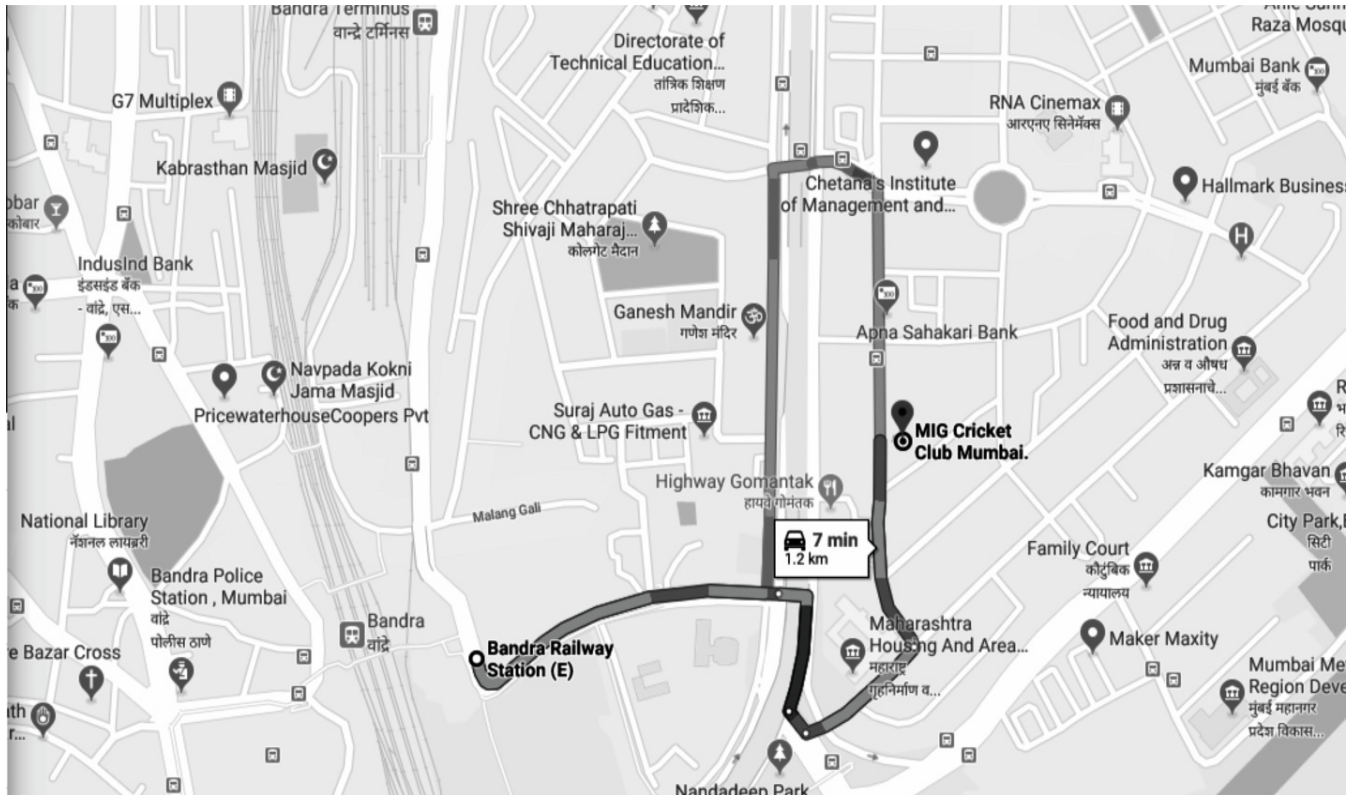 Bandra Terminus
वान्द्रे टर्मिनस
Directorate of
Technical Education...
तांत्रिक शिक्षण
प्रादेशिक...
Raza Mosqu
Mumbai Bank
मुंबई बँक
G7 Multiplex
RNA Cinemax
आरएनए सिनेमॅक्स
Kabrasthan Masjid
Chetana's Institute
of Management and...
Hallmark Business
obar
कोबार
Shree Chhatrapati
Shivaji Maharaj...
कोलगेट मैदान
IndusInd Bank
इंडसइंड बँक
- वांद्रे, एस...
Ganesh Mandir
गणेश मंदिर
Apna Sahakari Bank
Food and Drug
Administration
अन्न व औषध
प्रशासनाचे...
Navpada Kokni
Jama Masjid
PricewaterhouseCoopers Pvt
Suraj Auto Gas -
CNG & LPG Fitment
MIG Cricket
Club Mumbai.
Highway Gomantak
हायवे गोमंतक
Kamgar Bhavan
कामगार भवन
Malang Gali
National Library
नॅशनल लायब्ररी
7 min
1.2 km
City Park,
सिटी
पार्क
Family Court
कौटुंबिक
न्यायालय
Bandra Police
Station , Mumbai
वांद्रे
पोलीस ठाणे
Bandra
वांद्रे
Bandra Railway
Station (E)
Maharashtra
Housing And Area...
महाराष्ट्र
गृहनिर्माण व...
Maker Maxity
re Bazar Cross
Mumbai Me
Region Deve
मुंबई महानगर
प्रदेश विकास...
ath
r...
Nandadeep Park